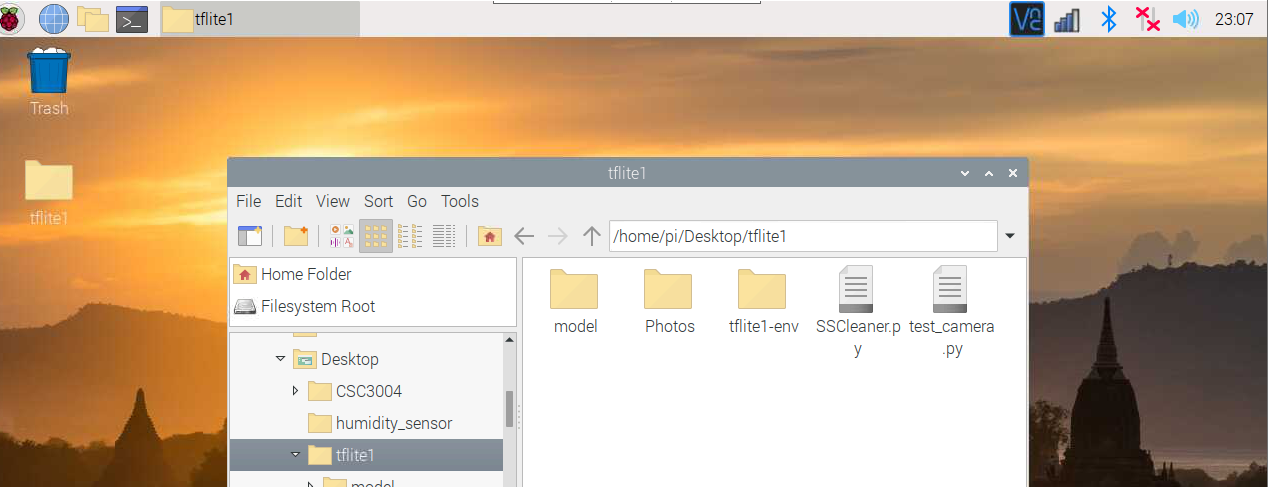 tflite1
23:07
Trash
tflite1
tflite1
File Edit View Sort Go Tools
/home/pi/Desktop/tflite1
Home Folder
Filesystem Root
Desktop
CSC3004
humidity_sensor
tflite1
model
model
Photos
tflite1-env
SSCleaner.p
y
test_camera
.py